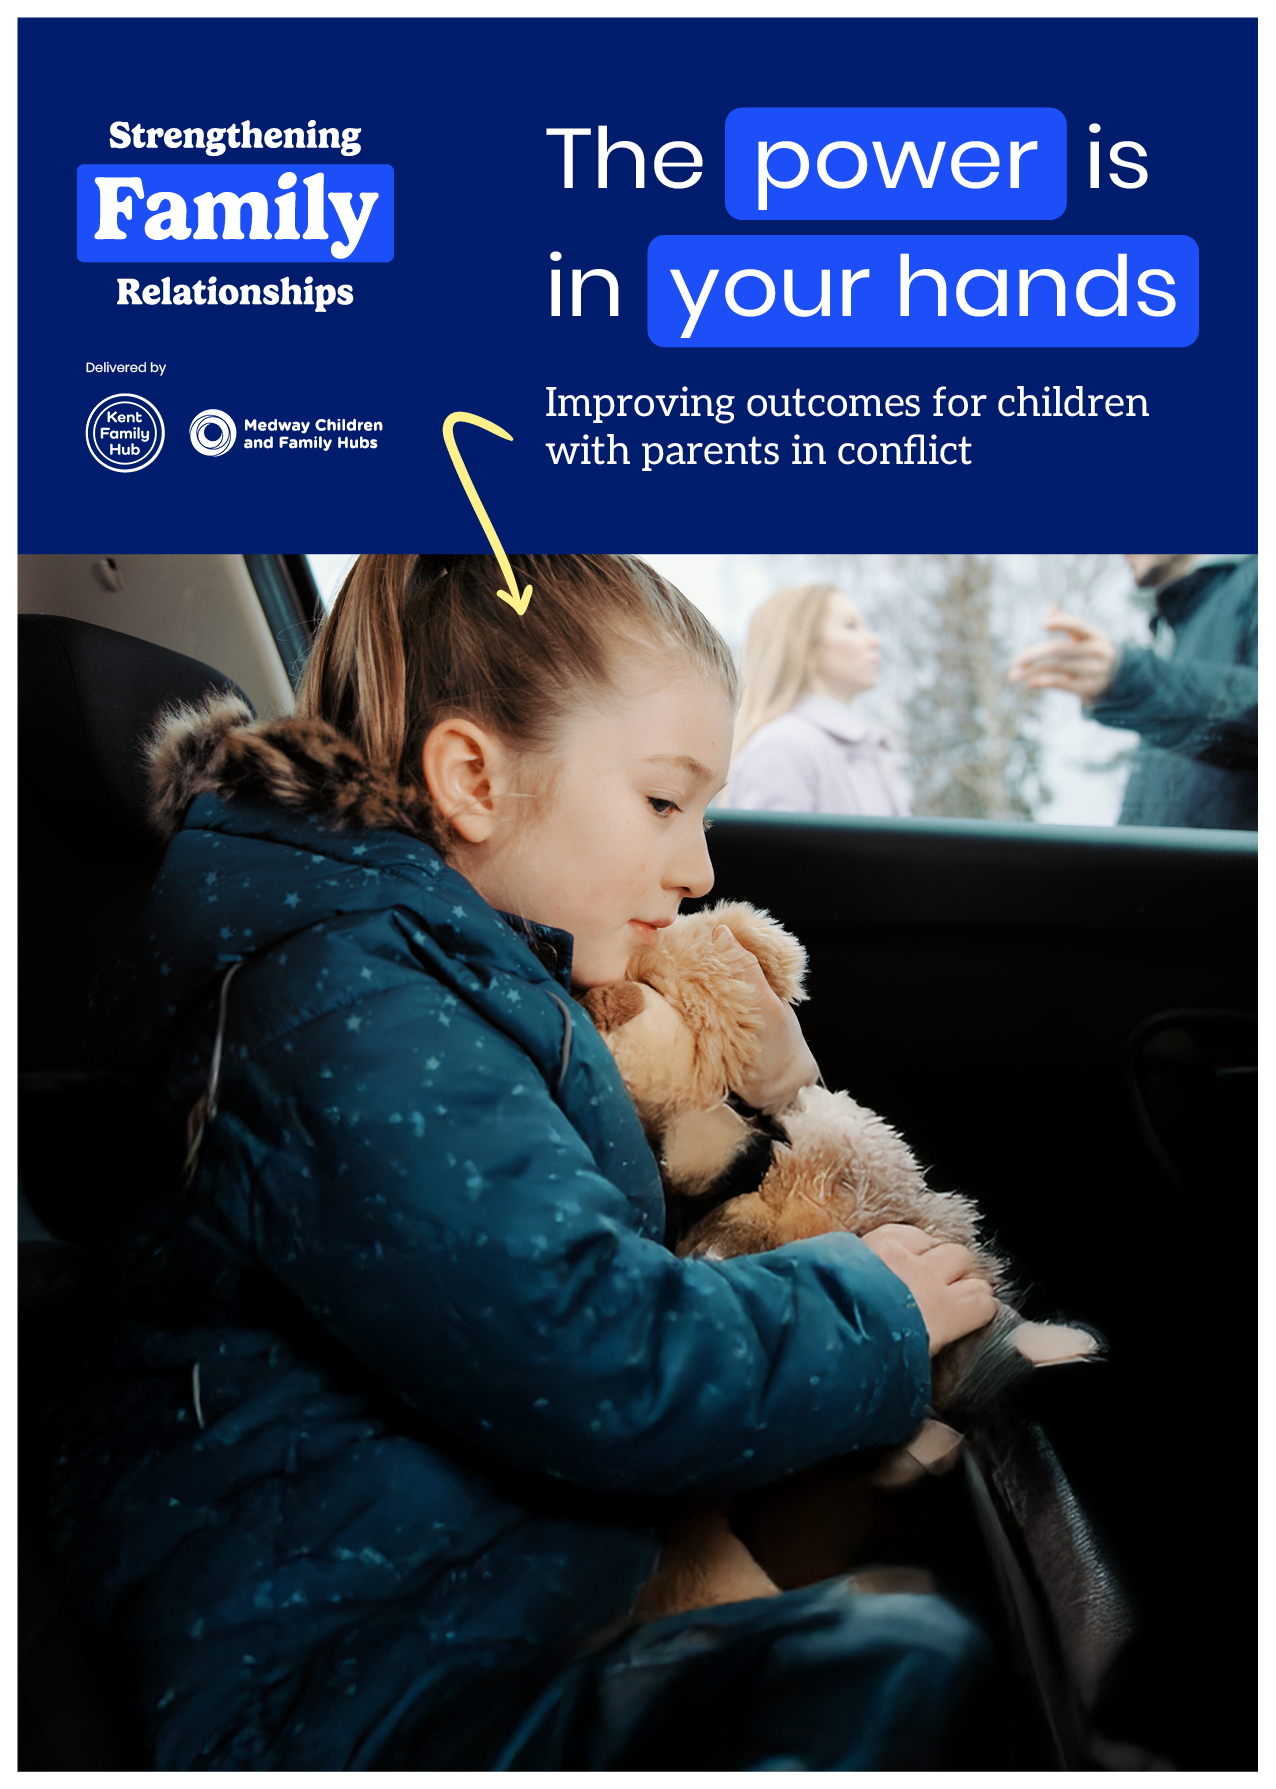 Strengthening
Family
Relationships
Delivered by
Kent
Family
Hub
Medway Children
and Family Hubs
The power is
in your hands
Improving outcomes for children
with parents in conflict